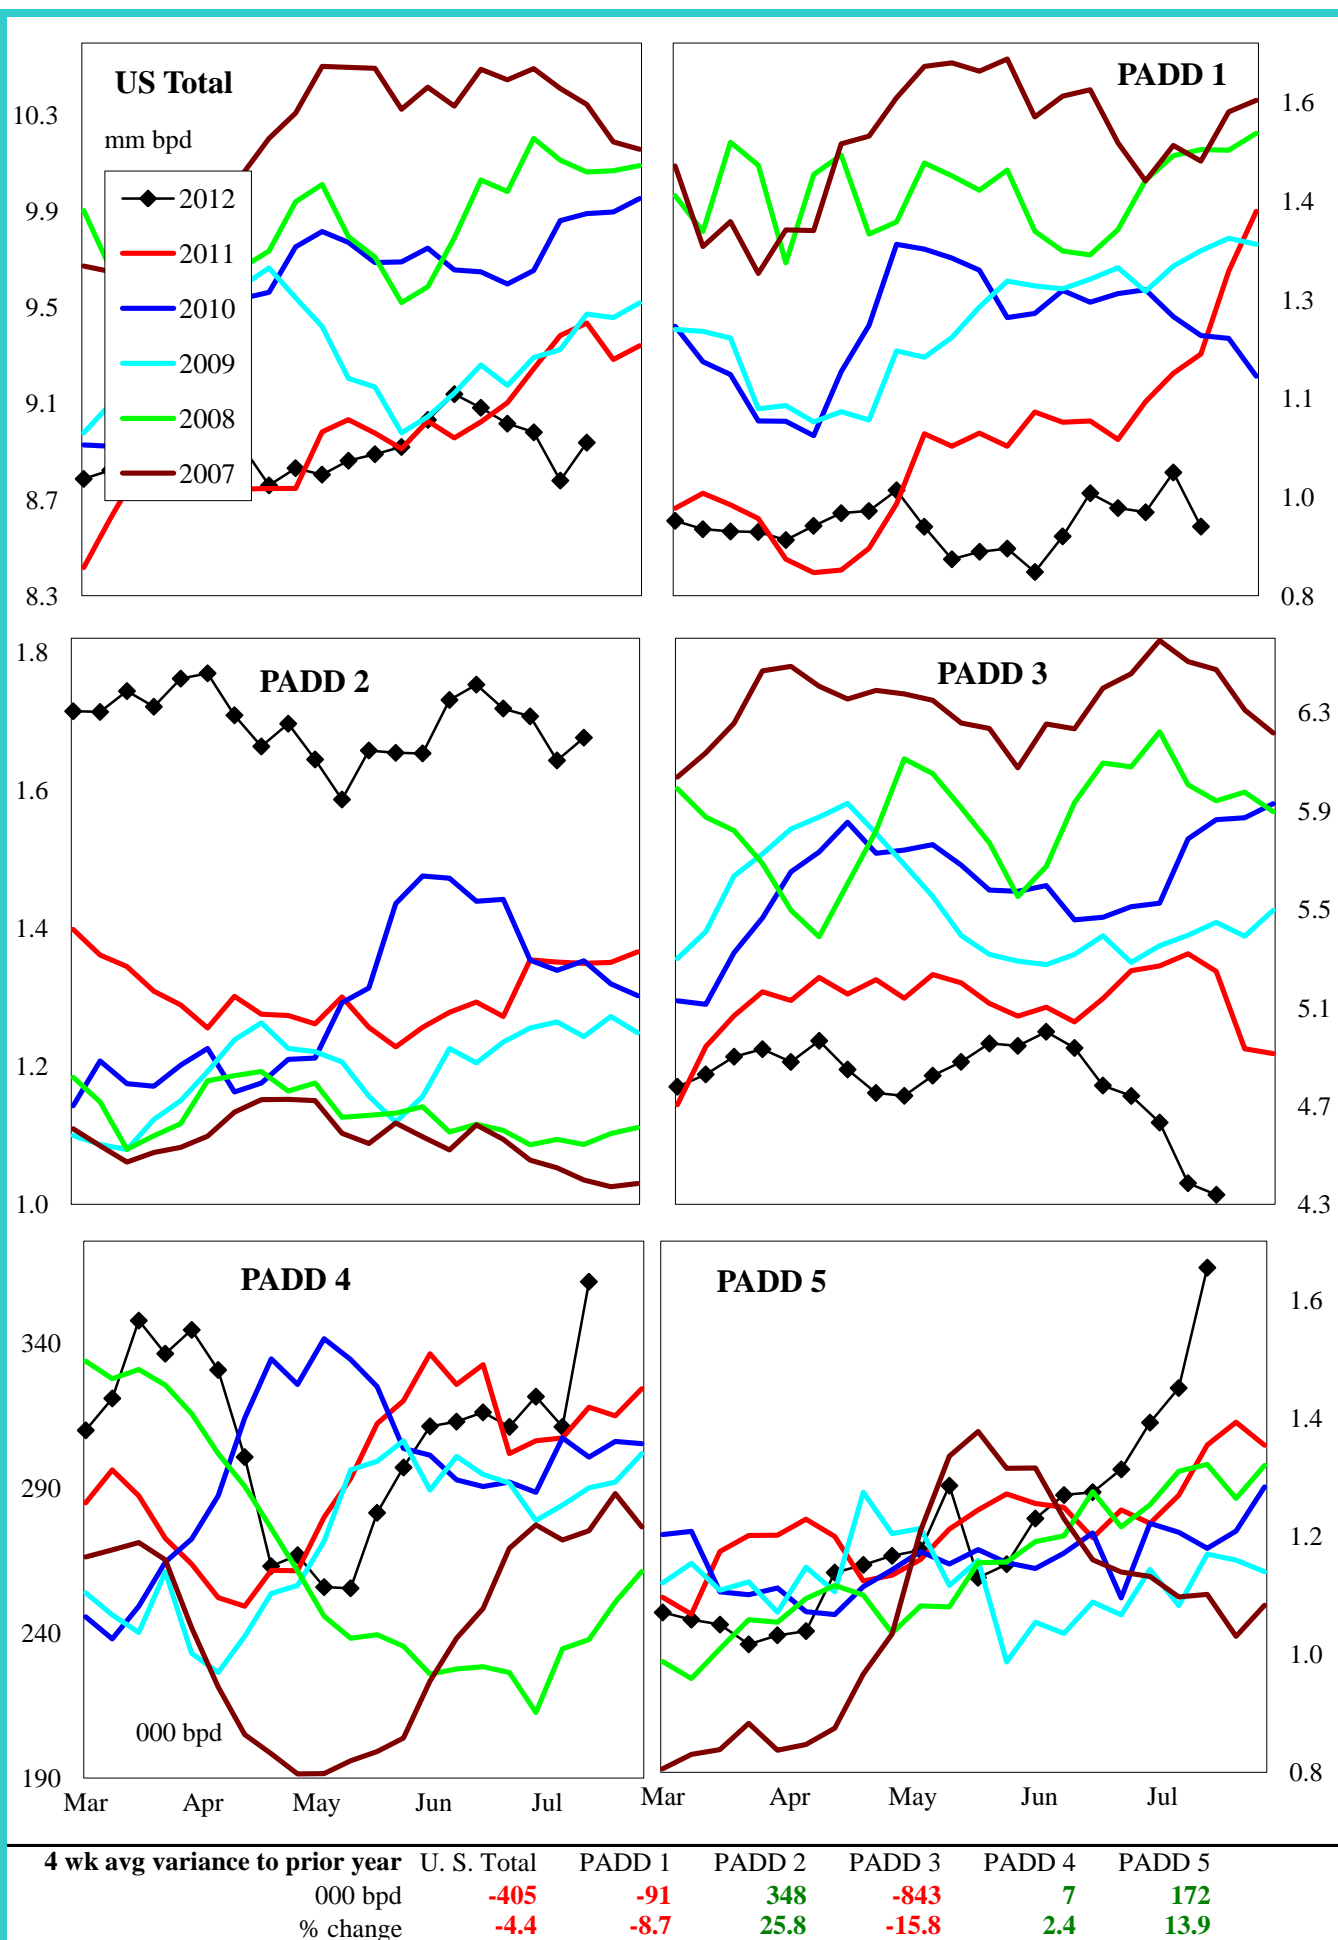 US Total
mm bpd
10.3
9.9
9.5
9.1
8.7
8.3
2012
2011
2010
2009
2008
2007
PADD 1
1.6
1.4
1.3
1.1
1.0
0.8
PADD 2
1.8
1.6
1.4
1.2
1.0
PADD 3
6.3
5.9
5.5
5.1
4.7
4.3
PADD 4
340
290
240
190
000 bpd
Mar Apr May Jun Jul
PADD 5
1.6
1.4
1.2
1.0
0.8
Mar Apr May Jun Jul
4 wk avg variance to prior year U. S. Total PADD 1 PADD 2 PADD 3 PADD 4 PADD 5
000 bpd -405 -91 348 -843 7 172
% change -4.4 -8.7 25.8 -15.8 2.4 13.9